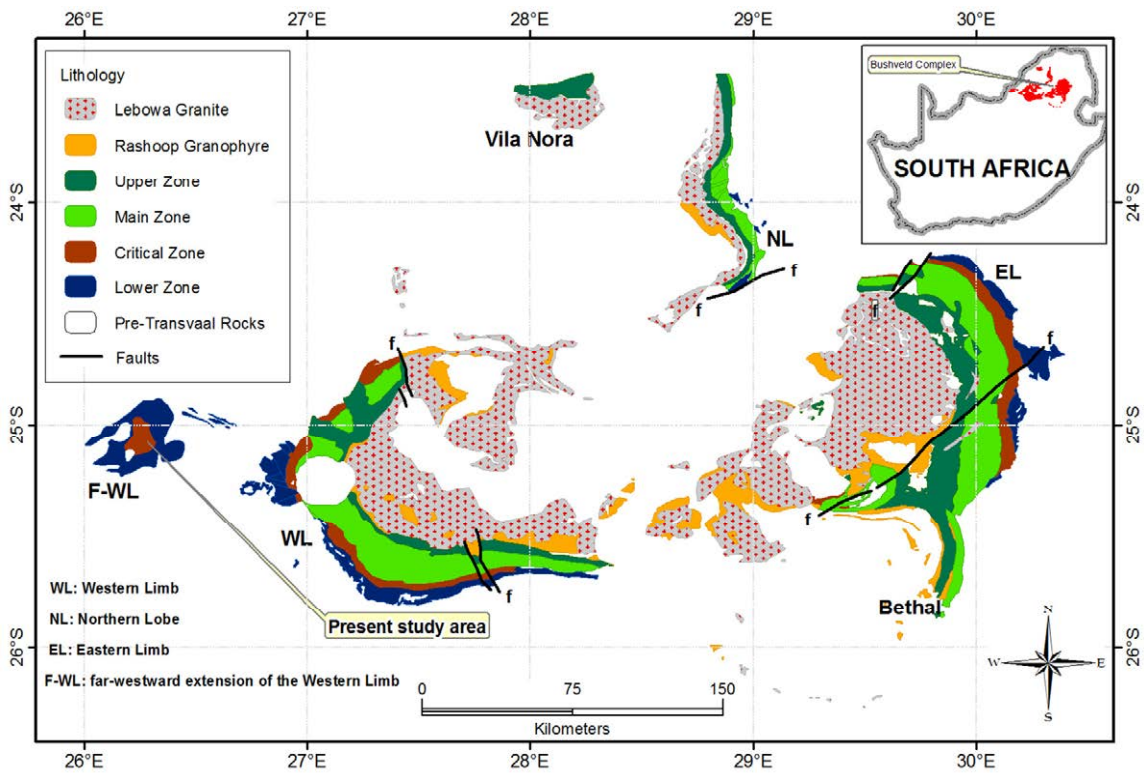 26°E 27°E 28°E 29°E 30°E
Lithology
Lebowa Granite
Rashoop Granophyre
Upper Zone
Main Zone
Critical Zone
Lower Zone
Pre-Transvaal Rocks
Faults
Bushveld Complex
SOUTH AFRICA
Vila Nora
24°S
24°S
NL
f
f
EL
f
f
f
f
25°S
25°S
F-WL
f
WL
f
WL: Western Limb
Present study area
Bethal
NL: Northern Lobe
26°S
26°S
EL: Eastern Limb
F-WL: far-westward extension of the Western Limb
N
W E
S
0 75 150
Kilometers
26°E 27°E 28°E 29°E 30°E